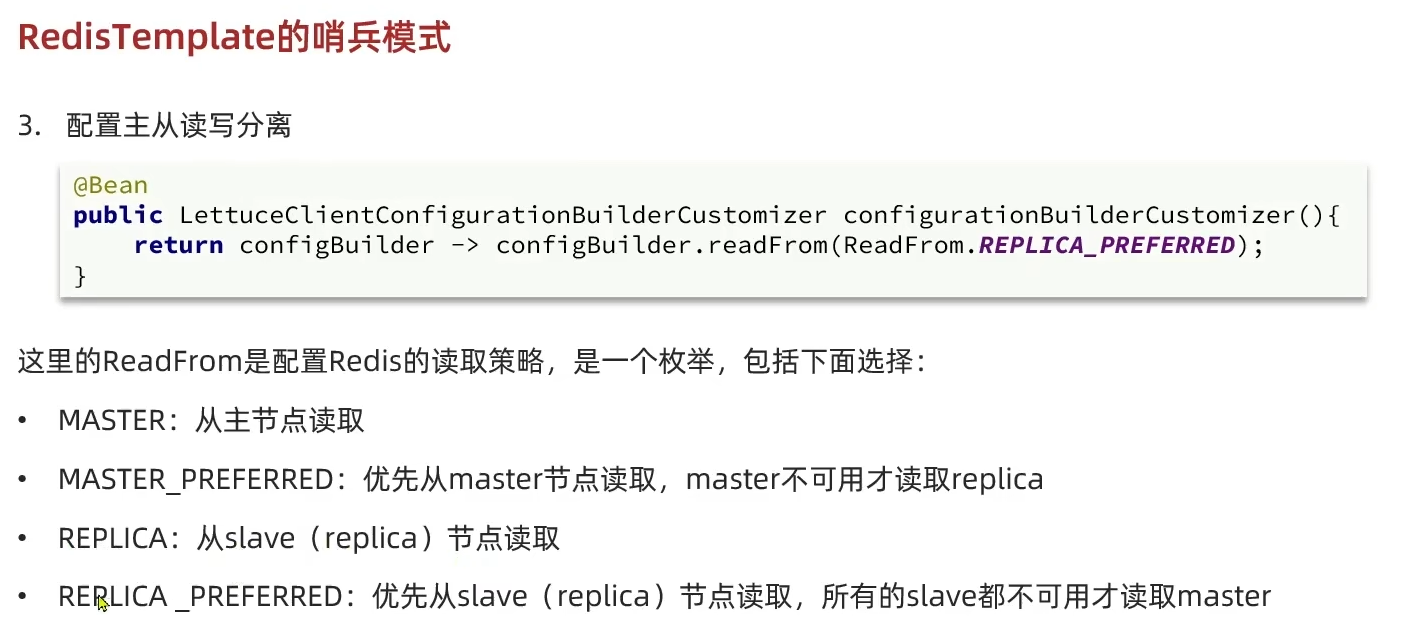 RedisTemplate的哨兵模式
3. 配置主从读写分离
@Bean
public LettuceClientConfigurationBuilderCustomizer configurationBuilderCustomizer(){
    return configBuilder -> configBuilder.readFrom(ReadFrom.REPLICA_PREFERRED);
}
这里的ReadFrom是配置Redis的读取策略，是一个枚举，包括下面选择：
• MASTER：从主节点读取
• MASTER_PREFERRED：优先从master节点读取，master不可用才读取replica
• REPLICA：从slave（replica）节点读取
• REPLICA _PREFERRED：优先从slave（replica）节点读取，所有的slave都不可用才读取master